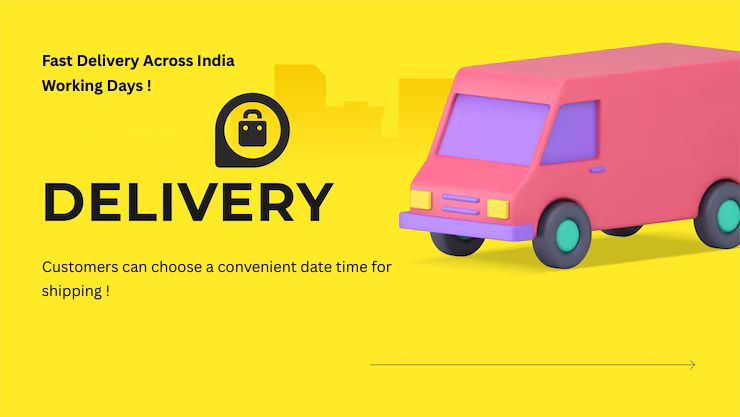 Fast Delivery Across India
Working Days !
DELIVERY
Customers can choose a convenient date time for
shipping !